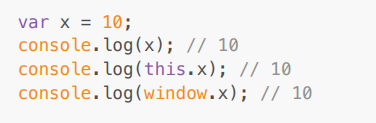 var x = 10;
console.log(x); // 10
console.log(this.x); // 10
console.log(window.x); // 10